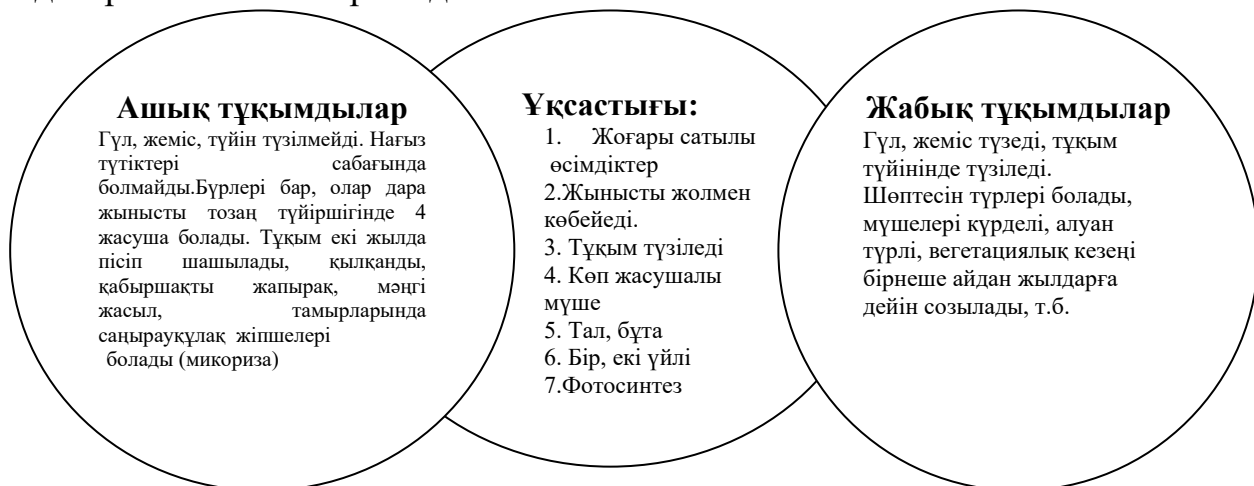 Ашық тұқымдылар
Гүл, жеміс, түйін түзілмейді. Нағыз
түтіктері сабағында
болмайды.Бүрлері бар, олар дара
жынысты тозаң түйіршігінде 4
жасуша болады. Тұқым екі жылда
пісіп шашылады, қылқанды,
қабыршақты жапырақ, мәңгі
жасыл, тамырларында
саңырауқұлақ жіпшелері
болады (микориза)
Ұқсастығы:
1. Жоғары сатылы
өсімдіктер
2.Жынысты жолмен
көбейеді.
3. Тұқым түзіледі
4. Көп жасушалы
мүше
5. Тал, бұта
6. Бір, екі үйлі
7.Фотосинтез
Жабық тұқымдылар
Гүл, жеміс түзеді, тұқым
түйінінде түзіледі.
Шөптесін түрлері болады,
мүшелері күрделі, алуан
түрлі, вегетациялық кезеңі
бірнеше айдан жылдарға
дейін созылады, т.б.